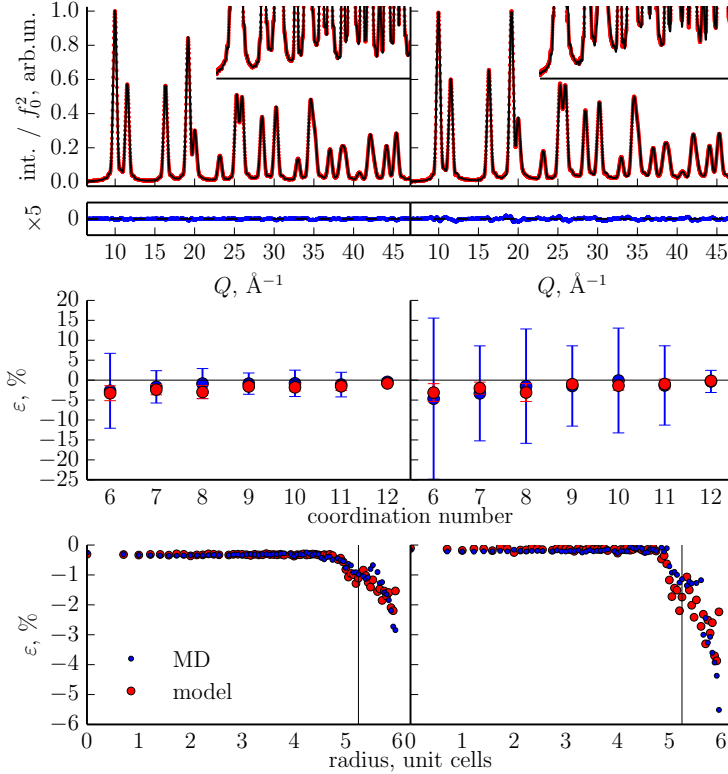 int. / f₀², arb.un.
1.0
0.8
0.6
0.4
0.2
0.0
×5
0
10 15 20 25 30 35 40 45
10 15 20 25 30 35 40 45
Q, Å⁻¹
Q, Å⁻¹
ε, %
20
15
10
5
0
−5
−10
−15
−20
−25
6 7 8 9 10 11 12
6 7 8 9 10 11 12
coordination number
ε, %
0
−1
−2
−3
−4
−5
−6
MD
model
0 1 2 3 4 5 6
0 1 2 3 4 5 6
radius, unit cells